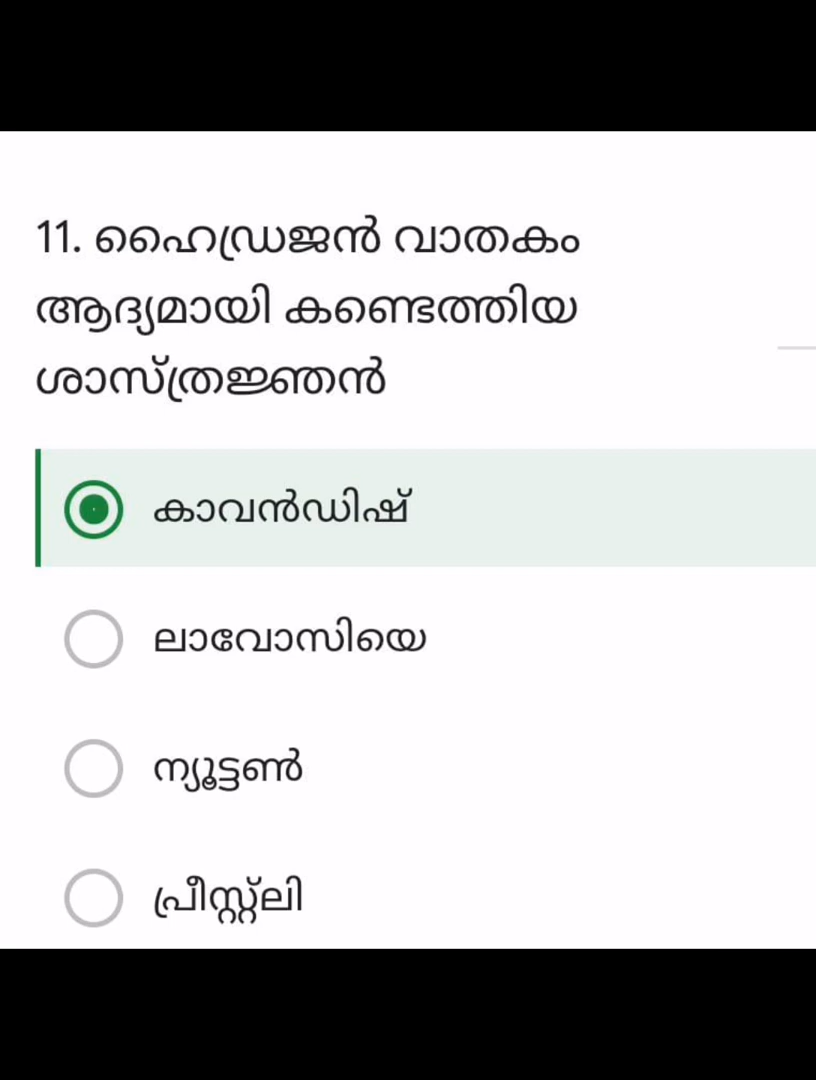 11. ഹൈഡ്രജൻ വാതകം
ആദ്യമായി കണ്ടെത്തിയ
ശാസ്ത്രജ്ഞൻ
കാവൻഡിഷ്
ലാവോസിയെ
ന്യൂട്ടൺ
പ്രീസ്റ്റ്ലി